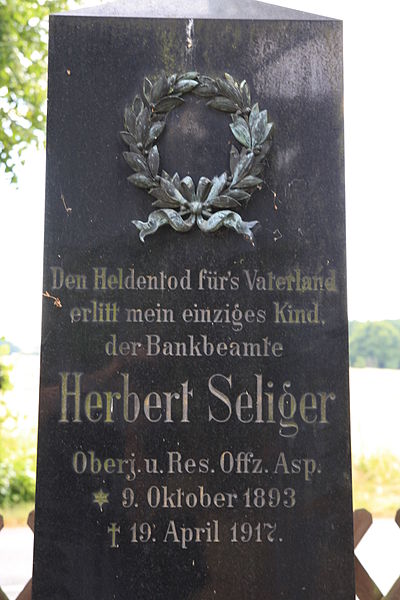 Den Heldentod für's Vaterland
erlitt mein einziges Kind,
der Bankbeamte
Herbert Seliger
Oberj. u. Res. Offz. Asp.
* 9. Oktober 1893
† 19. April 1917.